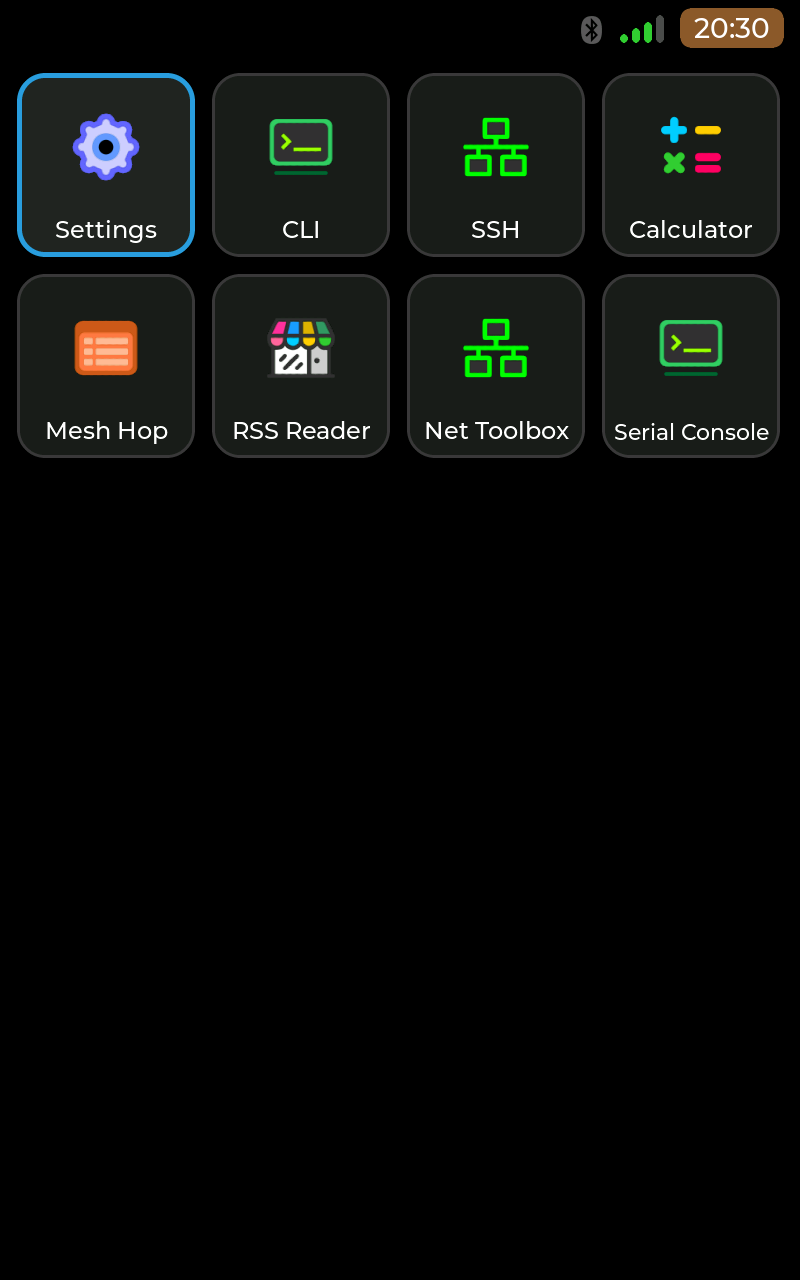 20:30
Settings
CLI
SSH
Calculator
Mesh Hop
RSS Reader
Net Toolbox
Serial Console